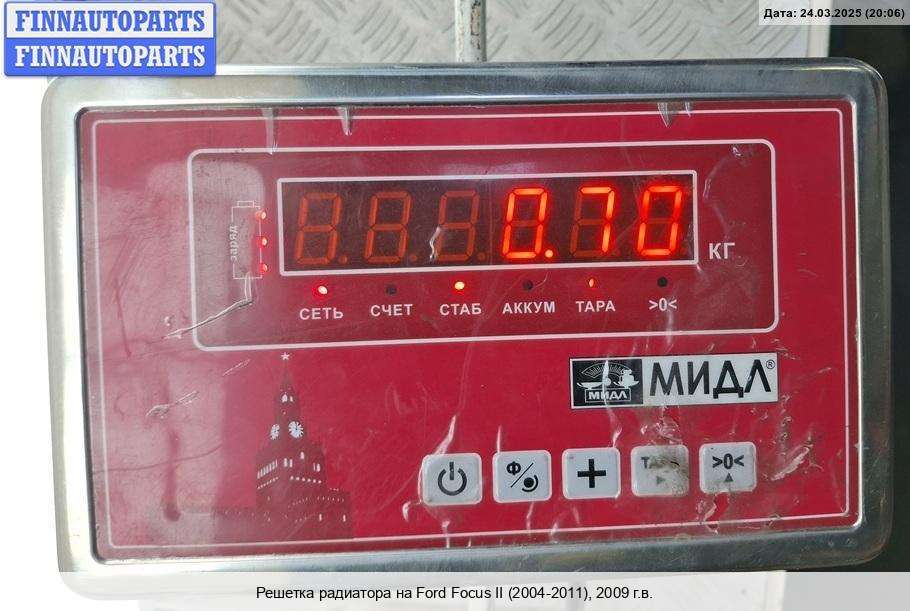 FINNAUTOPARTS
FINNAUTOPARTS
Дата: 24.03.2025 (20:06)
заряд
0.70
КГ
СЕТЬ СЧЕТ СТАБ АККУМ ТАРА >0<
МИДЛ МИДЛ®
Ф/ + >0<
Решетка радиатора на Ford Focus II (2004-2011), 2009 г.в.